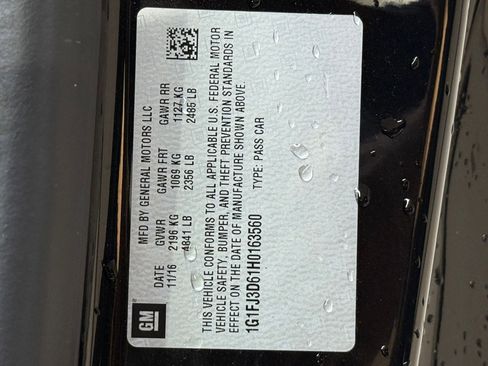 GM
MFD BY GENERAL MOTORS LLC
DATE GVWR GAWR FRT GAWR RR
11/16 2196 KG 1069 KG 1127 KG
4841 LB 2356 LB 2485 LB
THIS VEHICLE CONFORMS TO ALL APPLICABLE U.S. FEDERAL MOTOR
VEHICLE SAFETY, BUMPER, AND THEFT PREVENTION STANDARDS IN
EFFECT ON THE DATE OF MANUFACTURE SHOWN ABOVE.
1G1FJ3D61H0163560 TYPE: PASS CAR